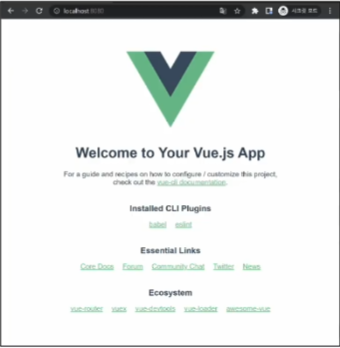 localhost:8080
Welcome to Your Vue.js App
For a guide and recipes on how to configure / customize this project,
check out the vue-cli documentation.
Installed CLI Plugins
babel eslint
Essential Links
Core Docs Forum Community Chat Twitter News
Ecosystem
vue-router vuex vue-devtools vue-loader awesome-vue